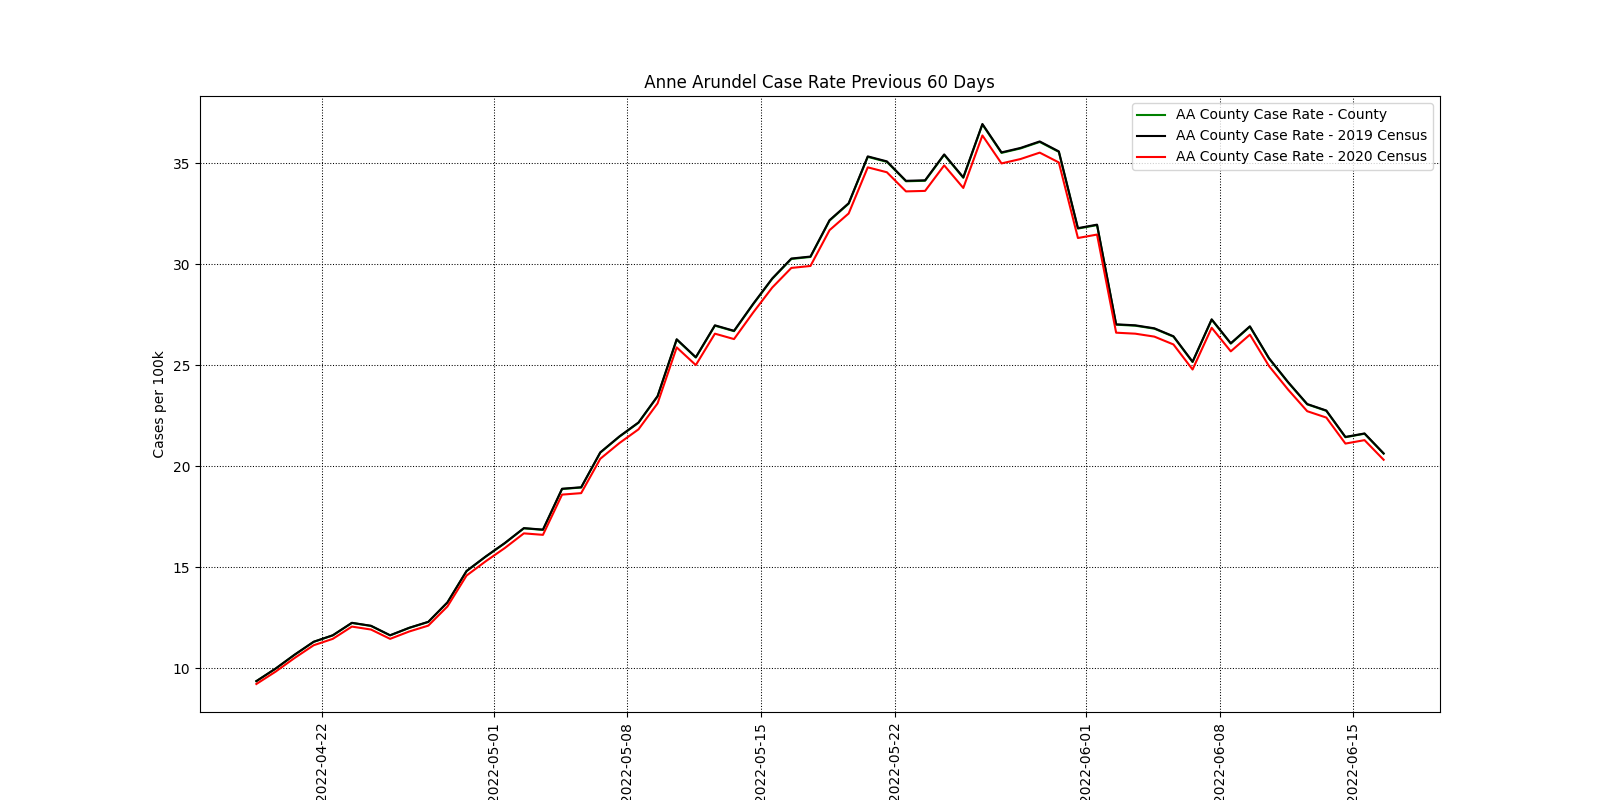 Anne Arundel Case Rate Previous 60 Days
AA County Case Rate - County
AA County Case Rate - 2019 Census
AA County Case Rate - 2020 Census
Cases per 100k
35
30
25
20
15
10
2022-04-22
2022-05-01
2022-05-08
2022-05-15
2022-05-22
2022-06-01
2022-06-08
2022-06-15